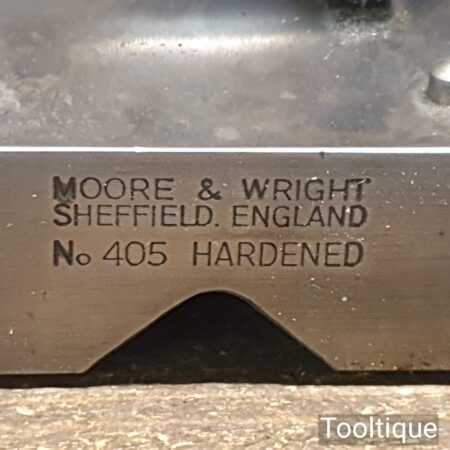 MOORE & WRIGHT
SHEFFIELD. ENGLAND
No 405 HARDENED
Tooltique